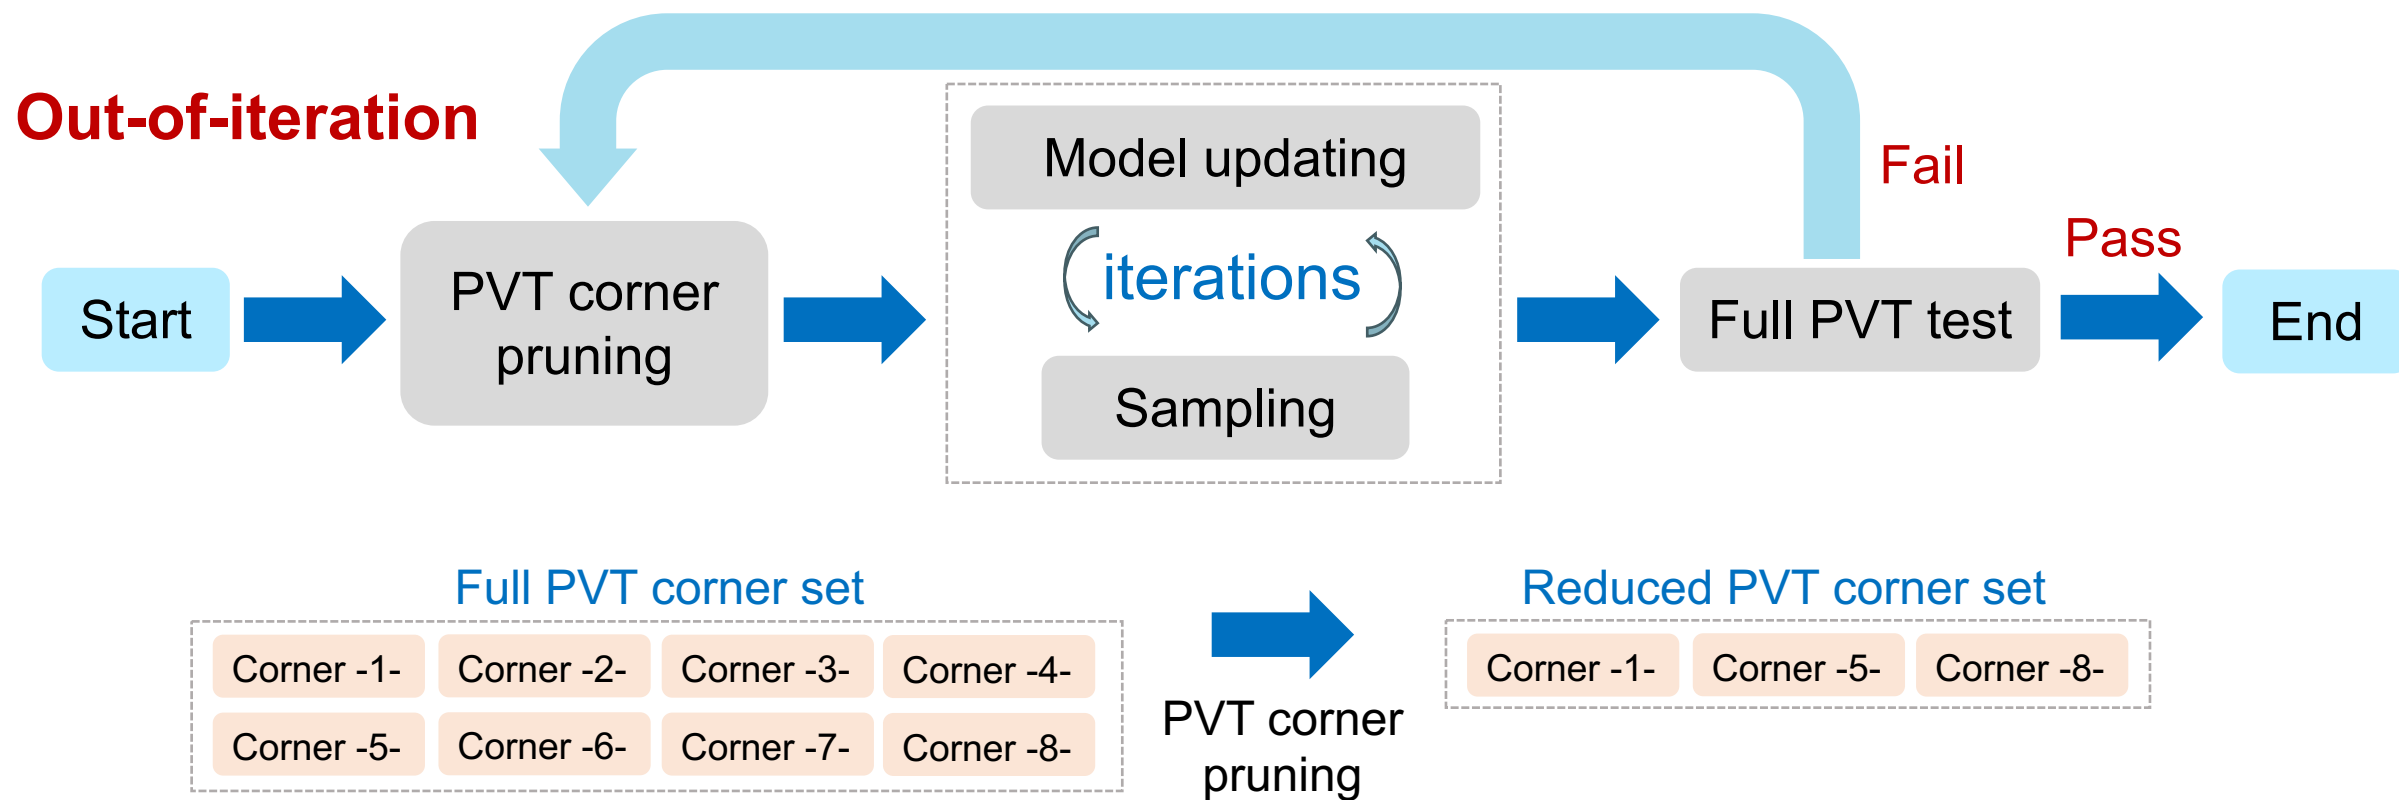 Out-of-iteration
Start
PVT corner
pruning
Model updating
iterations
Sampling
Full PVT test
Fail
Pass
End
Full PVT corner set
Corner -1-
Corner -2-
Corner -3-
Corner -4-
Corner -5-
Corner -6-
Corner -7-
Corner -8-
PVT corner
pruning
Reduced PVT corner set
Corner -1-
Corner -5-
Corner -8-